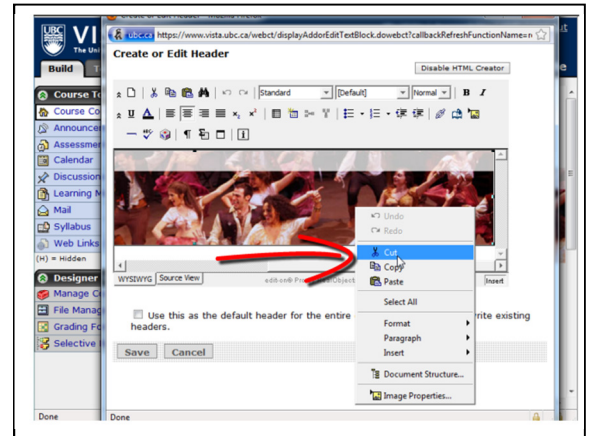 UBC
VI
The Uni
Build
ubc.ca https://www.vista.ubc.ca/webct/displayAddorEditTextBlock.dowebct?callbackRefreshFunctionName=
Create or Edit Header
Disable HTML Creator
Standard [Default] Normal B I
U A
WYSIWYG Source View Insert
Undo
Redo
Cut
Copy
Paste
Select All
Format
Paragraph
Insert
Document Structure...
Image Properties...
Use this as the default header for the entire rite existing
headers.
Save Cancel
Course To
Course Co
Announce
Assessme
Calendar
Discussion
Learning M
Mail
Syllabus
Web Links
(H) = Hidden
Designer
Manage Co
File Manag
Grading Fo
Selective
Done
Done